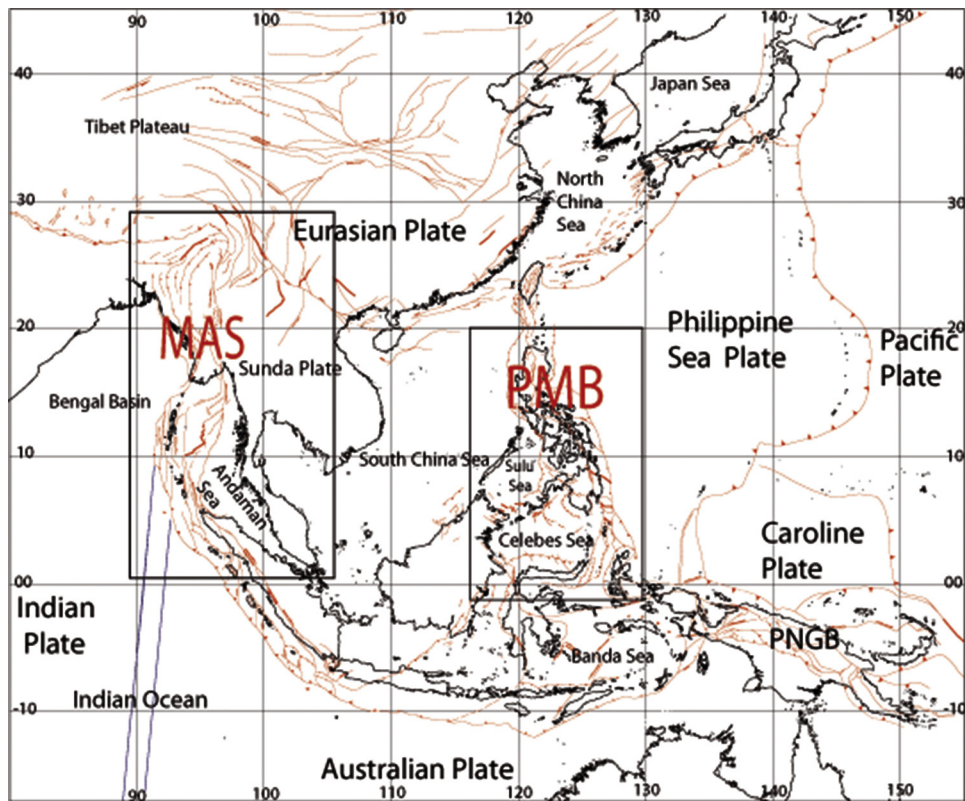 90 100 110 120 130 140 150
40 40
Japan Sea
Tibet Plateau
North
China
Sea
30 30
Eurasian Plate
20 20
MAS
Philippine
Sea Plate
Pacific
Plate
Sunda Plate
PMB
Bengal Basin
10 10
South China Sea
Sulu
Sea
Andaman
Sea
Celebes Sea
Caroline
Plate
00 00
Indian
Plate
PNGB
Banda Sea
Indian Ocean
-10 -10
Australian Plate
90 100 110 120 130 140 150